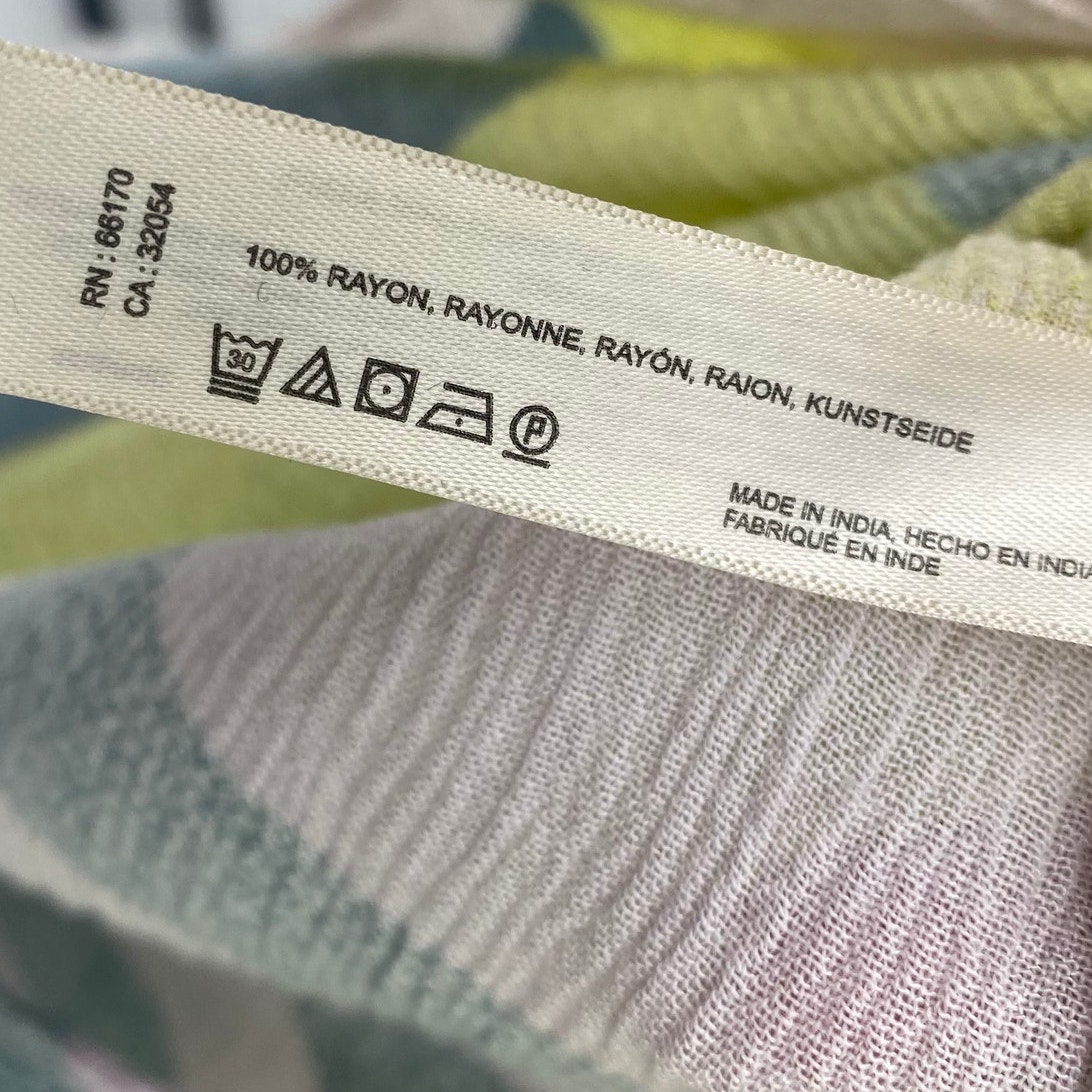 RN : 66170
CA : 32054
100% RAYON, RAYONNE, RAYÓN, RAION, KUNSTSEIDE
30
P
MADE IN INDIA, HECHO EN INDIA
FABRIQUÉ EN INDE